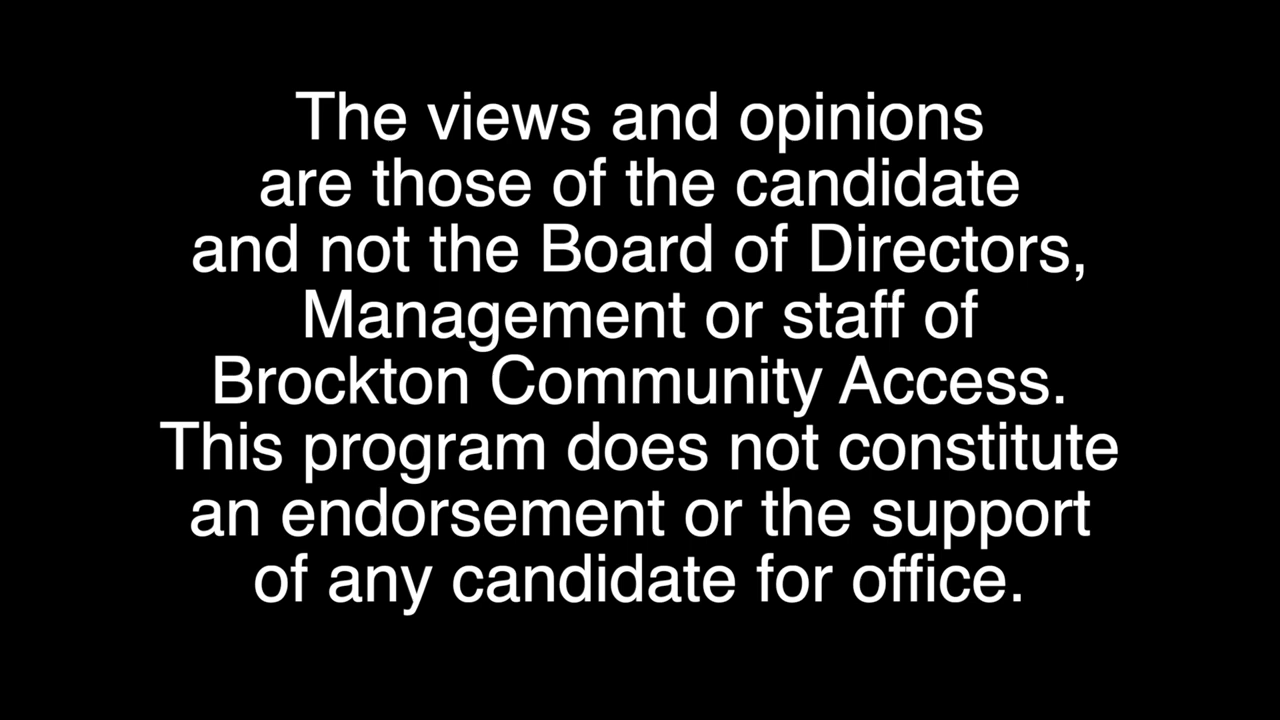 The views and opinions
are those of the candidate
and not the Board of Directors,
Management or staff of
Brockton Community Access.
This program does not constitute
an endorsement or the support
of any candidate for office.